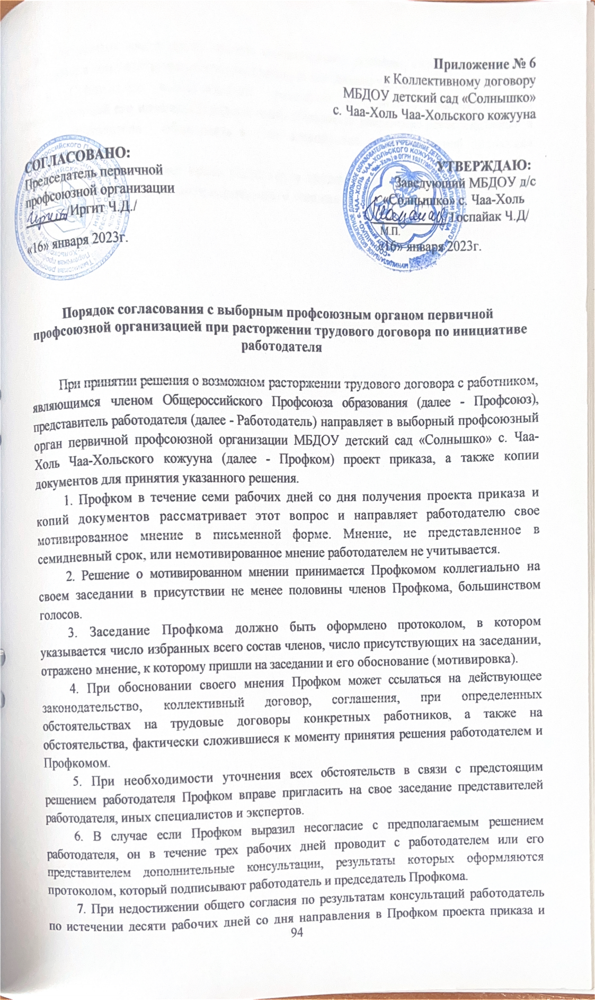 Приложение № 6
к Коллективному договору
МБДОУ детский сад «Солнышко»
с. Чаа-Холь Чаа-Хольского кожууна
СОГЛАСОВАНО:
Председатель первичной
профсоюзной организации
/Иргит Ч.Д./
«16» января 2023г.
УТВЕРЖДАЮ:
Заведующий МБДОУ д/с
«Солнышко» с. Чаа-Холь
Тоспайак Ч.Д/
М.П.
«16» января 2023г.
Порядок согласования с выборным профсоюзным органом первичной
профсоюзной организацией при расторжении трудового договора по инициативе
работодателя
При принятии решения о возможном расторжении трудового договора с работником,
являющимся членом Общероссийского Профсоюза образования (далее - Профсоюз),
представитель работодателя (далее - Работодатель) направляет в выборный профсоюзный
орган первичной профсоюзной организации МБДОУ детский сад «Солнышко» с. Чаа-
Холь Чаа-Хольского кожууна (далее - Профком) проект приказа, а также копии
документов для принятия указанного решения.
1. Профком в течение семи рабочих дней со дня получения проекта приказа и
копий документов рассматривает этот вопрос и направляет работодателю свое
мотивированное мнение в письменной форме. Мнение, не представленное в
семидневный срок, или немотивированное мнение работодателем не учитывается.
2. Решение о мотивированном мнении принимается Профкомом коллегиально на
своем заседании в присутствии не менее половины членов Профкома, большинством
голосов.
3. Заседание Профкома должно быть оформлено протоколом, в котором
указывается число избранных всего состав членов, число присутствующих на заседании,
отражено мнение, к которому пришли на заседании и его обоснование (мотивировка).
4. При обосновании своего мнения Профком может ссылаться на действующее
законодательство, коллективный договор, соглашения, при определенных
обстоятельствах на трудовые договоры конкретных работников, а также на
обстоятельства, фактически сложившиеся к моменту принятия решения работодателем и
Профкомом.
5. При необходимости уточнения всех обстоятельств в связи с предстоящим
решением работодателя Профком вправе пригласить на свое заседание представителей
работодателя, иных специалистов и экспертов.
6. В случае если Профком выразил несогласие с предполагаемым решением
работодателя, он в течение трех рабочих дней проводит с работодателем или его
представителем дополнительные консультации, результаты которых оформляются
протоколом, который подписывают работодатель и председатель Профкома.
7. При недостижении общего согласия по результатам консультаций работодатель
по истечении десяти рабочих дней со дня направления в Профком проекта приказа и
94